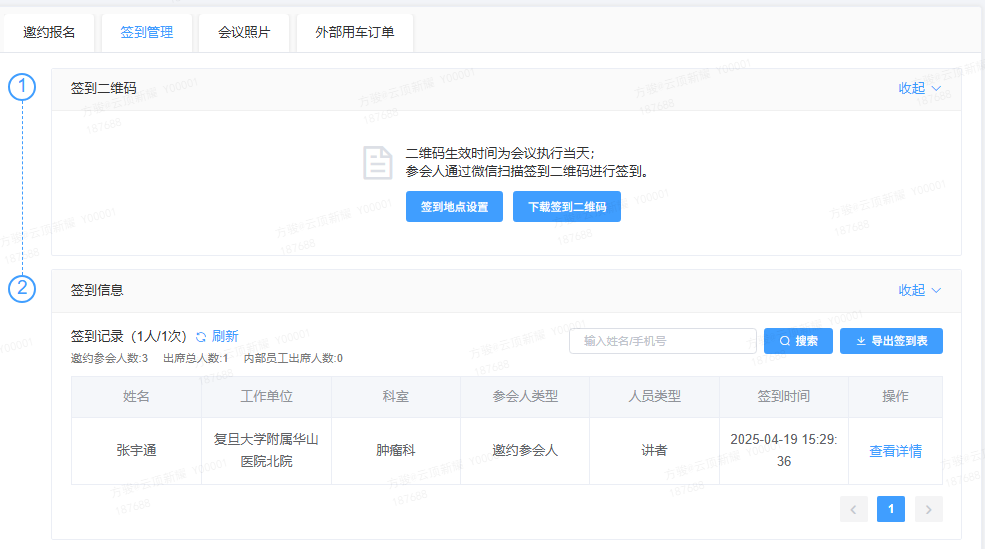 邀约报名
签到管理
会议照片
外部用车订单
1
签到二维码
收起
二维码生效时间为会议执行当天；
参会人通过微信扫描签到二维码进行签到。
签到地点设置
下载签到二维码
2
签到信息
收起
签到记录（1人/1次）
刷新
输入姓名/手机号
搜索
导出签到表
邀约参会人数:3 出席总人数:1 内部员工出席人数:0
姓名
工作单位
科室
参会人类型
人员类型
签到时间
操作
张宇通
复旦大学附属华山
医院北院
肿瘤科
邀约参会人
讲者
2025-04-19 15:29:
36
查看详情
1